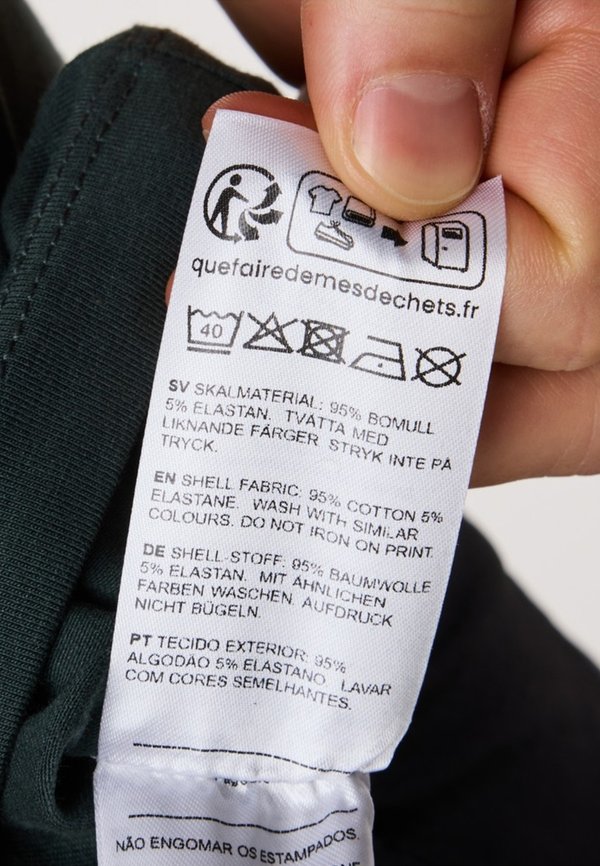 quefairedemesdechets.fr
40
SV SKALMATERIAL: 95% BOMULL
5% ELASTAN. TVÄTTA MED
LIKNANDE FÄRGER STRYK INTE PÅ
TRYCK.
EN SHELL FABRIC: 95% COTTON 5%
ELASTANE. WASH WITH SIMILAR
COLOURS. DO NOT IRON ON PRINT.
DE SHELL-STOFF: 95% BAUMWOLLE
5% ELASTAN. MIT ÄHNLICHEN
FARBEN WASCHEN. AUFDRUCK
NICHT BÜGELN.
PT TECIDO EXTERIOR: 95%
ALGODÃO 5% ELASTANO LAVAR
COM CORES SEMELHANTES.
NÃO ENGOMAR OS ESTAMPADOS.